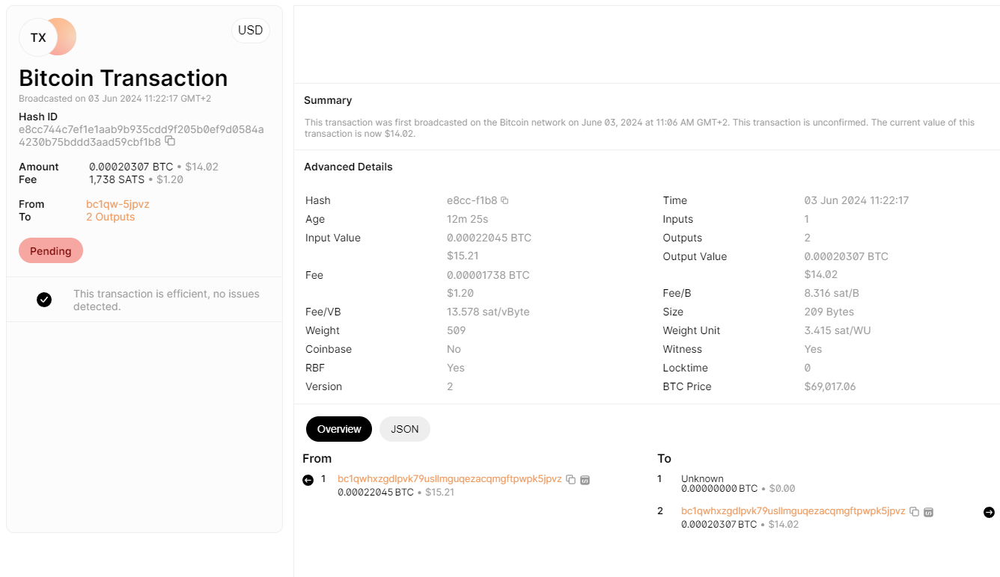 TX
USD
Bitcoin Transaction
Broadcasted on 03 Jun 2024 11:22:17 GMT+2
Hash ID
e8cc744c7ef1e1aab9b935cdd9f205b0ef9d0584a
4230b75bddd3aad59cbf1b8
Amount 0.00020307 BTC • $14.02
Fee 1,738 SATS • $1.20
From bc1qw-5jpvz
To 2 Outputs
Pending
This transaction is efficient, no issues
detected.
Summary
This transaction was first broadcasted on the Bitcoin network on June 03, 2024 at 11:06 AM GMT+2. This transaction is unconfirmed. The current value of this
transaction is now $14.02.
Advanced Details
Hash e8cc-f1b8
Age 12m 25s
Input Value 0.00022045 BTC
$15.21
Fee 0.00001738 BTC
$1.20
Fee/VB 13.578 sat/vByte
Weight 509
Coinbase No
RBF Yes
Version 2
Time 03 Jun 2024 11:22:17
Inputs 1
Outputs 2
Output Value 0.00020307 BTC
$14.02
Fee/B 8.316 sat/B
Size 209 Bytes
Weight Unit 3.415 sat/WU
Witness Yes
Locktime 0
BTC Price $69,017.06
Overview JSON
From
1 bc1qwhxzgdlpvk79usllmguqezacqmgftpwpk5jpvz
0.00022045 BTC • $15.21
To
1 Unknown
0.00000000 BTC • $0.00
2 bc1qwhxzgdlpvk79usllmguqezacqmgftpwpk5jpvz
0.00020307 BTC • $14.02